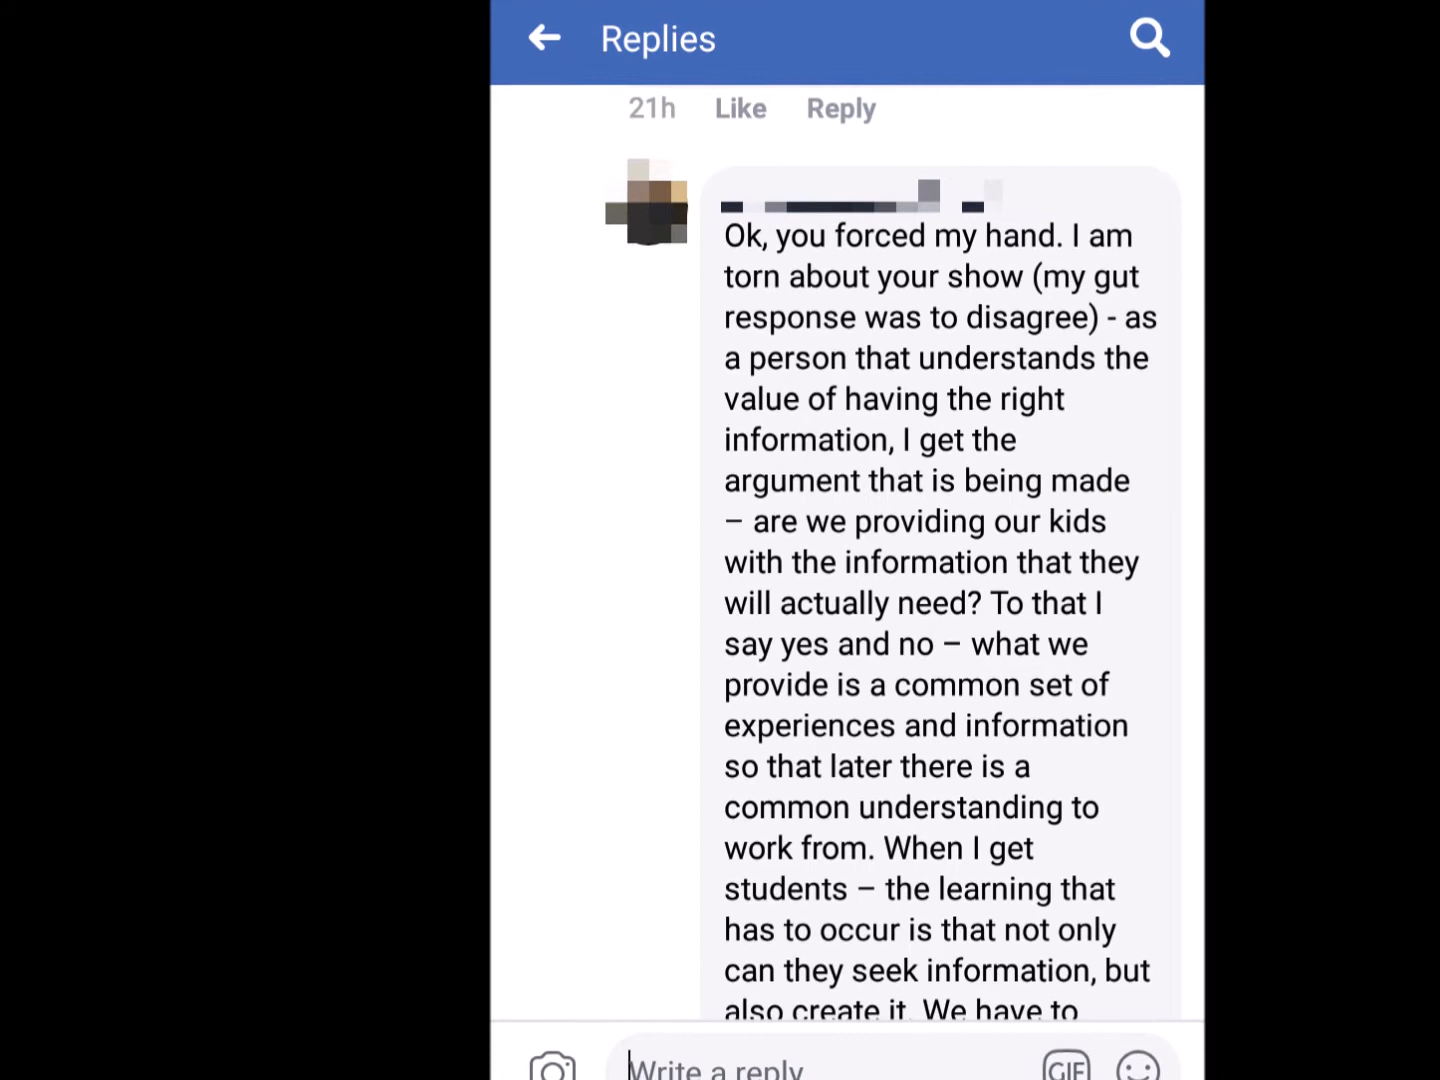 Replies
21h Like Reply
Ok, you forced my hand. I am
torn about your show (my gut
response was to disagree) - as
a person that understands the
value of having the right
information, I get the
argument that is being made
– are we providing our kids
with the information that they
will actually need? To that I
say yes and no – what we
provide is a common set of
experiences and information
so that later there is a
common understanding to
work from. When I get
students – the learning that
has to occur is that not only
can they seek information, but
also create it. We have to
Write a reply
GIF